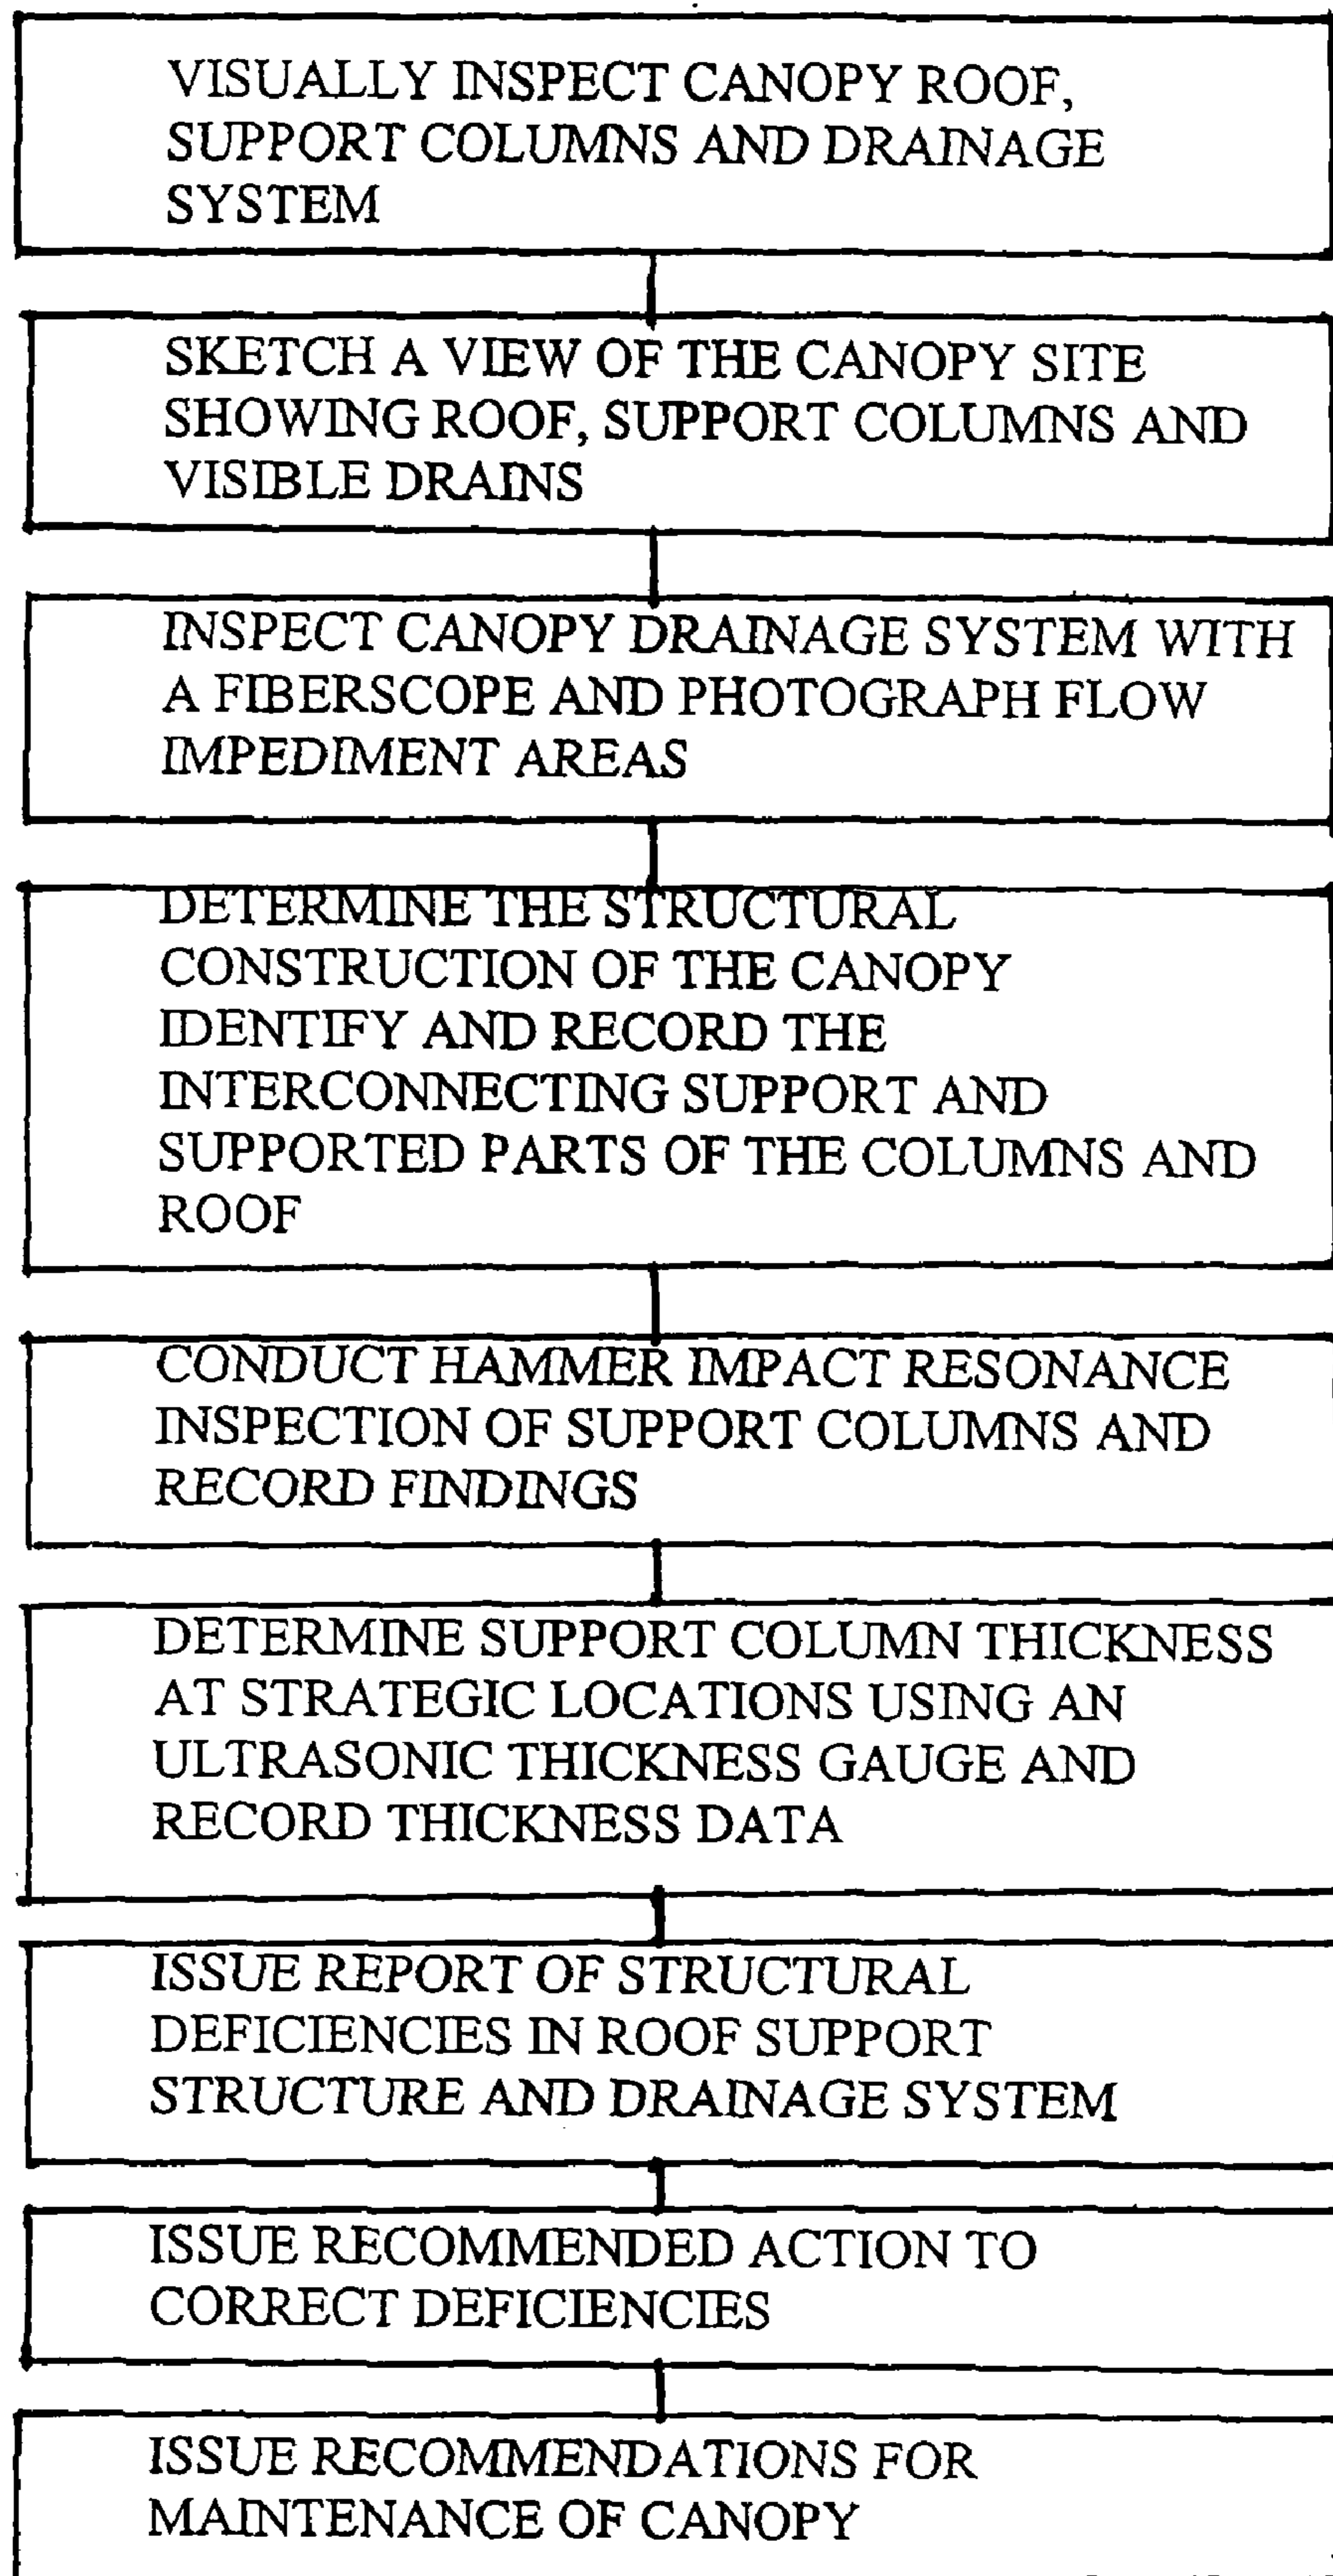 VISUALLY INSPECT CANOPY ROOF,
SUPPORT COLUMNS AND DRAINAGE
SYSTEM
SKETCH A VIEW OF THE CANOPY SITE
SHOWING ROOF, SUPPORT COLUMNS AND
VISIBLE DRAINS
INSPECT CANOPY DRAINAGE SYSTEM WITH
A FIBERSCOPE AND PHOTOGRAPH FLOW
IMPEDIMENT AREAS
DETERMINE THE STRUCTURAL
CONSTRUCTION OF THE CANOPY
IDENTIFY AND RECORD THE
INTERCONNECTING SUPPORT AND
SUPPORTED PARTS OF THE COLUMNS AND
ROOF
CONDUCT HAMMER IMPACT RESONANCE
INSPECTION OF SUPPORT COLUMNS AND
RECORD FINDINGS
DETERMINE SUPPORT COLUMN THICKNESS
AT STRATEGIC LOCATIONS USING AN
ULTRASONIC THICKNESS GAUGE AND
RECORD THICKNESS DATA
ISSUE REPORT OF STRUCTURAL
DEFICIENCIES IN ROOF SUPPORT
STRUCTURE AND DRAINAGE SYSTEM
ISSUE RECOMMENDED ACTION TO
CORRECT DEFICIENCIES
ISSUE RECOMMENDATIONS FOR
MAINTENANCE OF CANOPY